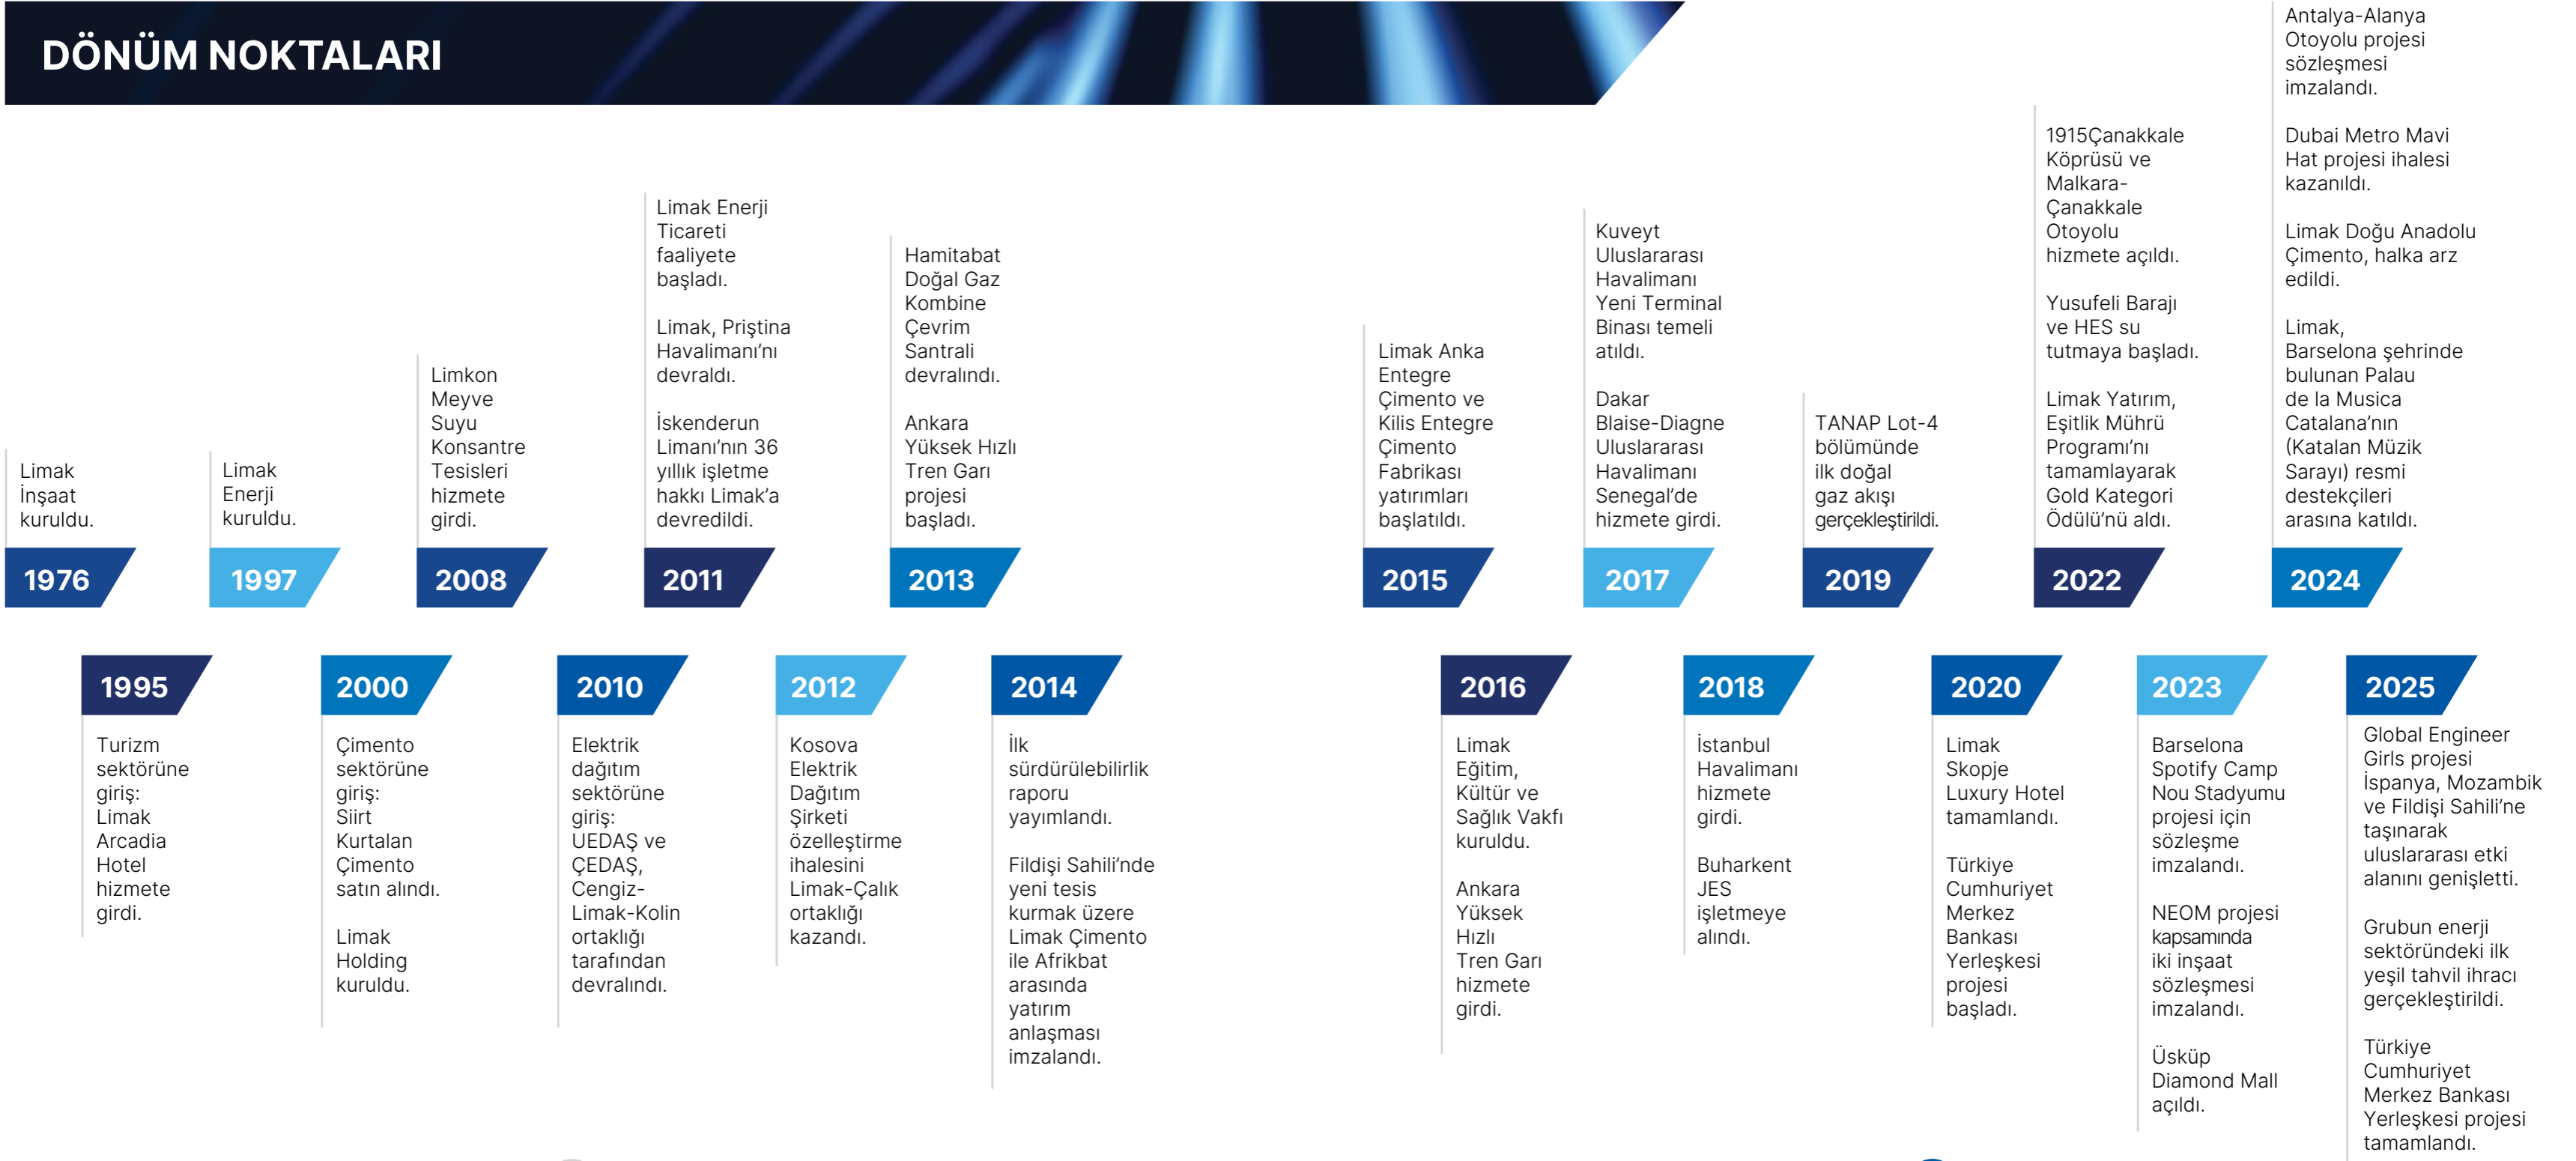 DÖNÜM NOKTALARI
Limak
İnşaat
kuruldu.
1976
Turizm
sektörüne
giriş:
Limak
Arcadia
Hotel
hizmete
girdi.
1995
Limak
Enerji
kuruldu.
1997
2000
Çimento
sektörüne
giriş:
Siirt
Kurtalan
Çimento
satın alındı.
Limak
Holding
kuruldu.
Limkon
Meyve
Suyu
Konsantre
Tesisleri
hizmete
girdi.
2008
2010
Elektrik
dağıtım
sektörüne
giriş:
UEDAŞ ve
ÇEDAŞ,
Cengiz-
Limak-Kolin
ortaklığı
tarafından
devralındı.
Limak Enerji
Ticareti
faaliyete
başladı.
Limak, Priştina
Havalimanı’nı
devraldı.
İskenderun
Limanı’nın 36
yıllık işletme
hakkı Limak’a
devredildi.
2011
2012
Kosova
Elektrik
Dağıtım
Şirketi
özelleştirme
ihalesini
Limak-Çalık
ortaklığı
kazandı.
Hamitabat
Doğal Gaz
Kombine
Çevrim
Santrali
devralındı.
Ankara
Yüksek Hızlı
Tren Garı
projesi
başladı.
2013
2014
İlk
sürdürülebilirlik
raporu
yayımlandı.
Fildişi Sahili’nde
yeni tesis
kurmak üzere
Limak Çimento
ile Afrikbat
arasında
yatırım
anlaşması
imzalandı.
Limak Anka
Entegre
Çimento ve
Kilis Entegre
Çimento
Fabrikası
yatırımları
başlatıldı.
2015
2016
Limak
Eğitim,
Kültür ve
Sağlık Vakfı
kuruldu.
Ankara
Yüksek
Hızlı
Tren Garı
hizmete
girdi.
Kuveyt
Uluslararası
Havalimanı
Yeni Terminal
Binası temeli
atıldı.
Dakar
Blaise-Diagne
Uluslararası
Havalimanı
Senegal’de
hizmete girdi.
2017
2018
İstanbul
Havalimanı
hizmete
girdi.
Buharkent
JES
işletmeye
alındı.
TANAP Lot-4
bölümünde
ilk doğal
gaz akışı
gerçekleştirildi.
2019
2020
Limak
Skopje
Luxury Hotel
tamamlandı.
Türkiye
Cumhuriyet
Merkez
Bankası
Yerleşkesi
projesi
başladı.
1915Çanakkale
Köprüsü ve
Malkara-
Çanakkale
Otoyolu
hizmete açıldı.
Yusufeli Barajı
ve HES su
tutmaya başladı.
Limak Yatırım,
Eşitlik Mührü
Programı’nı
tamamlayarak
Gold Kategori
Ödülü’nü aldı.
2022
2023
Barselona
Spotify Camp
Nou Stadyumu
projesi için
sözleşme
imzalandı.
NEOM projesi
kapsamında
iki inşaat
sözleşmesi
imzalandı.
Üsküp
Diamond Mall
açıldı.
Antalya-Alanya
Otoyolu projesi
sözleşmesi
imzalandı.
Dubai Metro Mavi
Hat projesi ihalesi
kazanıldı.
Limak Doğu Anadolu
Çimento, halka arz
edildi.
Limak,
Barselona şehrinde
bulunan Palau
de la Musica
Catalana’nın
(Katalan Müzik
Sarayı) resmi
destekçileri
arasına katıldı.
2024
2025
Global Engineer
Girls projesi
İspanya, Mozambik
ve Fildişi Sahili’ne
taşınarak
uluslararası etki
alanını genişletti.
Grubun enerji
sektöründeki ilk
yeşil tahvil ihracı
gerçekleştirildi.
Türkiye
Cumhuriyet
Merkez Bankası
Yerleşkesi projesi
tamamlandı.